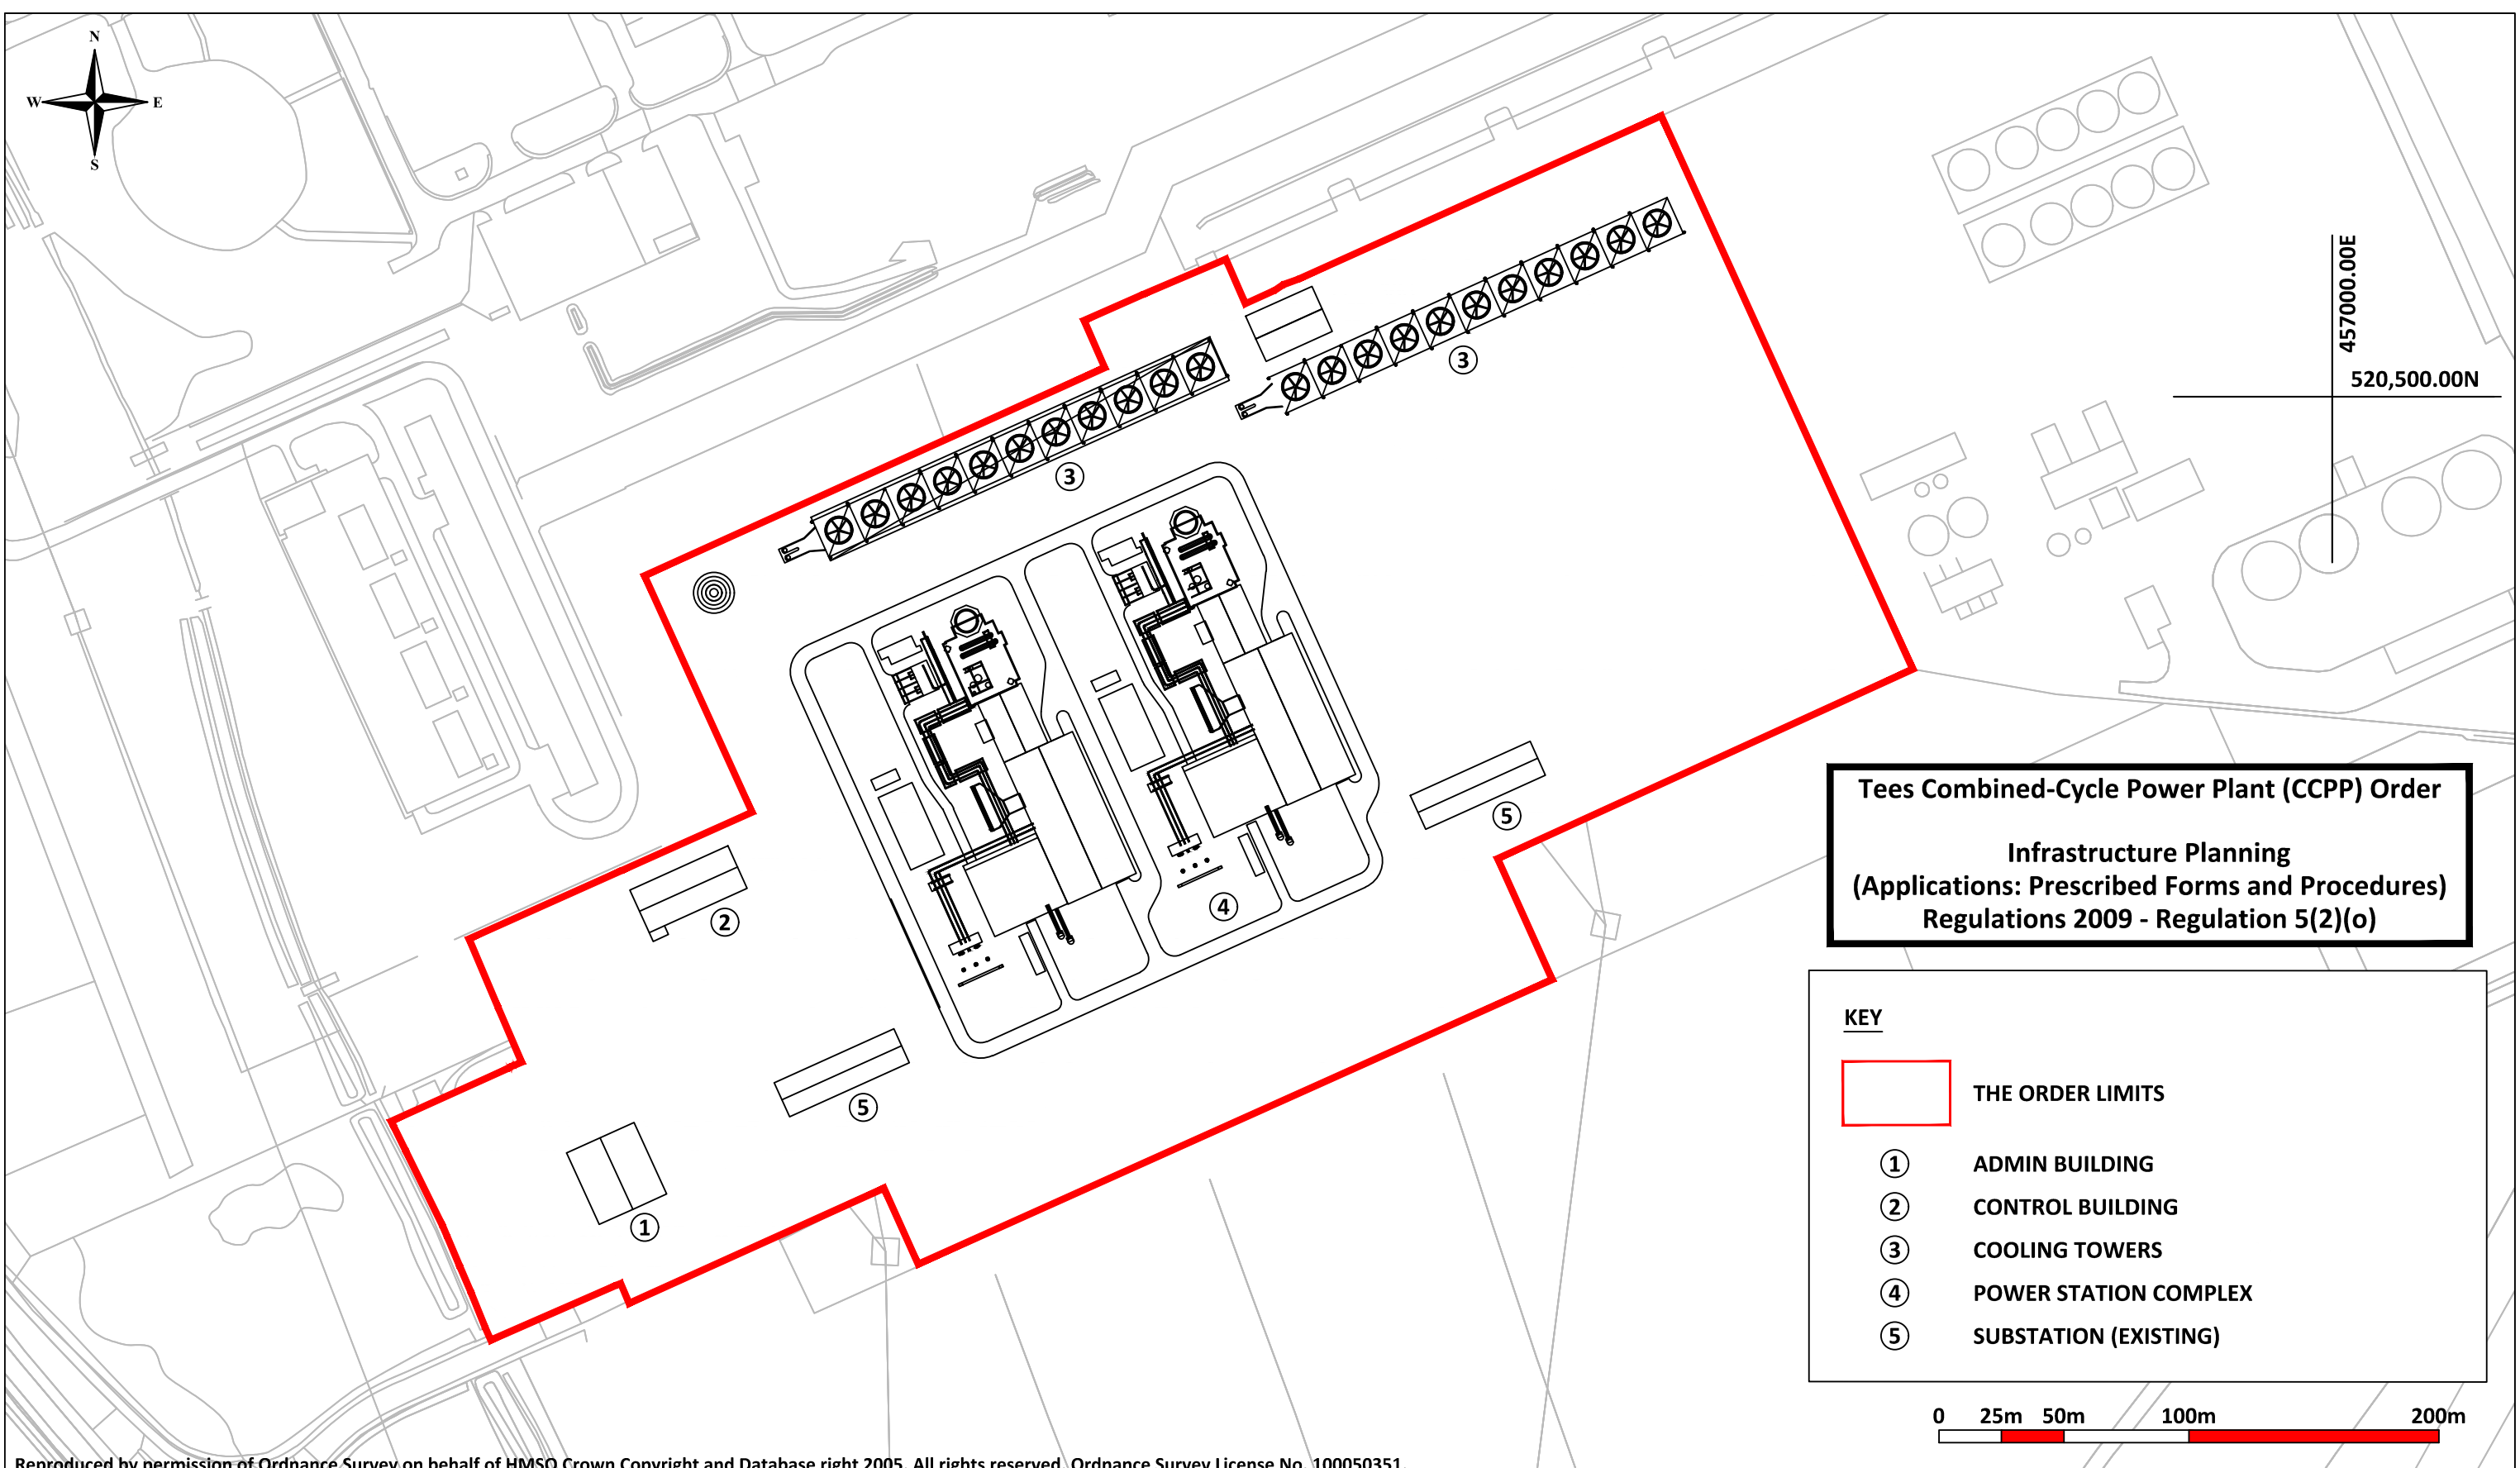 N
W E
S
457000.00E
520,500.00N
3
3
2
4
5
5
1
Tees Combined-Cycle Power Plant (CCPP) Order
Infrastructure Planning
(Applications: Prescribed Forms and Procedures)
Regulations 2009 - Regulation 5(2)(o)
KEY
THE ORDER LIMITS
1 ADMIN BUILDING
2 CONTROL BUILDING
3 COOLING TOWERS
4 POWER STATION COMPLEX
5 SUBSTATION (EXISTING)
0 25m 50m 100m 200m
Reproduced by permission of Ordnance Survey on behalf of HMSO Crown Copyright and Database right 2005. All rights reserved. Ordnance Survey License No. 100050351.